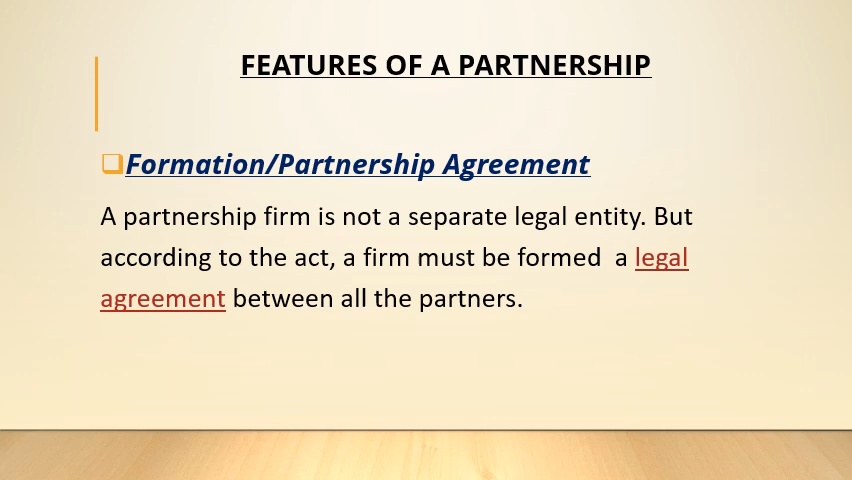 FEATURES OF A PARTNERSHIP
Formation/Partnership Agreement
A partnership firm is not a separate legal entity. But
according to the act, a firm must be formed  a legal
agreement between all the partners.